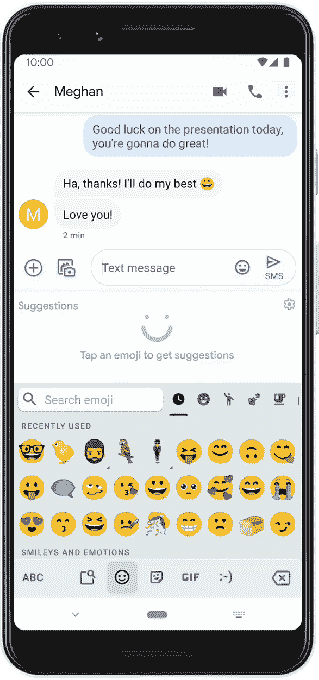 10:00
Meghan
Good luck on the presentation today,
you're gonna do great!
Ha, thanks! I'll do my best 😀
M
Love you!
2 min
Text message
SMS
Suggestions
Tap an emoji to get suggestions
Search emoji
RECENTLY USED
SMILEYS AND EMOTIONS
ABC
GIF
:-)